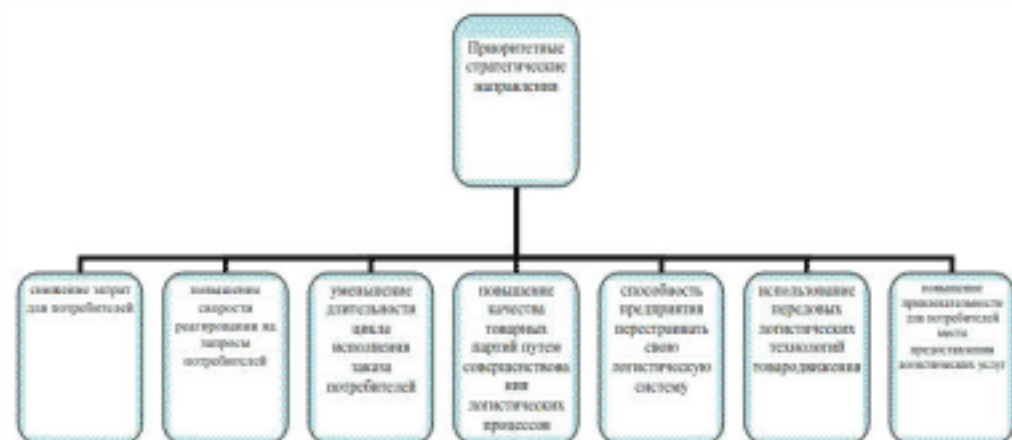 Приоритетные
стратегические
направления
снижение затрат
для потребителей
повышение
скорости
реагирования на
запросы
потребителей
уменьшение
длительности
цикла
исполнения
заказа
потребителей
повышение
качества
товарных
партий путем
совершенствова
ния
логистических
процессов
способность
предприятия
перестраивать
свою
логистическую
систему
использование
передовых
логистических
технологий
товародвижения
повышение
привлекательности
для потребителей
места
предоставления
логистических услуг